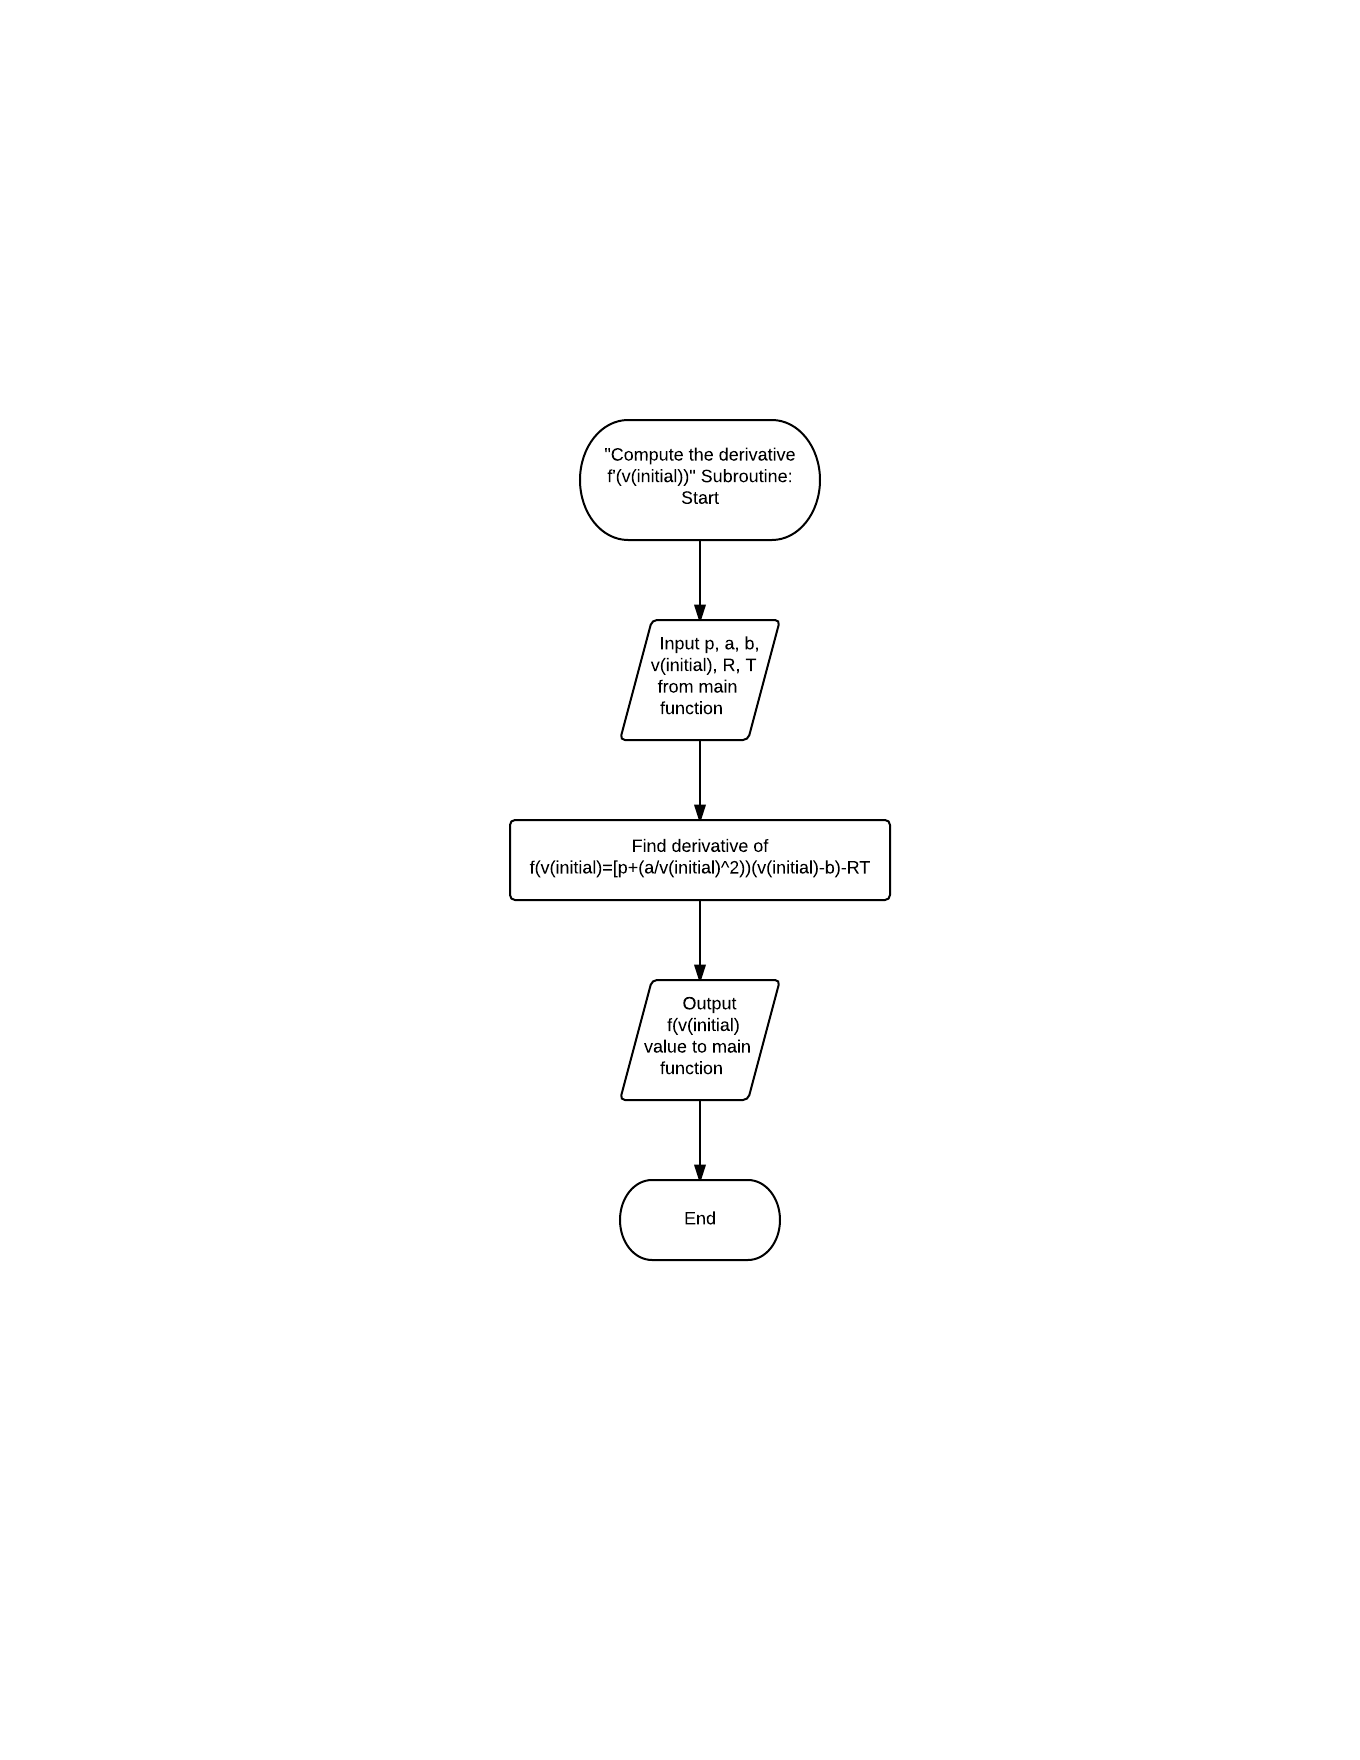 "Compute the derivative
f'(v(initial))" Subroutine:
Start
Input p, a, b,
v(initial), R, T
from main
function
Find derivative of
f(v(initial)=[p+(a/v(initial)^2))(v(initial)-b)-RT
Output
f(v(initial)
value to main
function
End